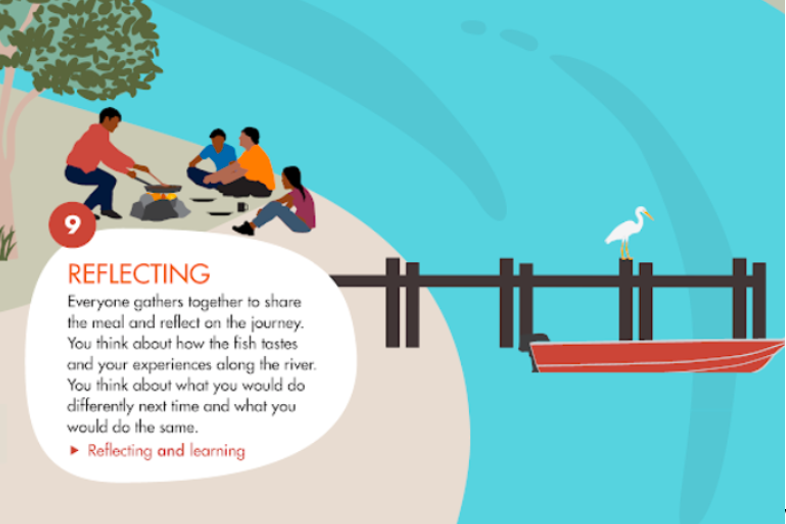 9
REFLECTING
Everyone gathers together to share
the meal and reflect on the journey.
You think about how the fish tastes
and your experiences along the river.
You think about what you would do
differently next time and what you
would do the same.
► Reflecting and learning